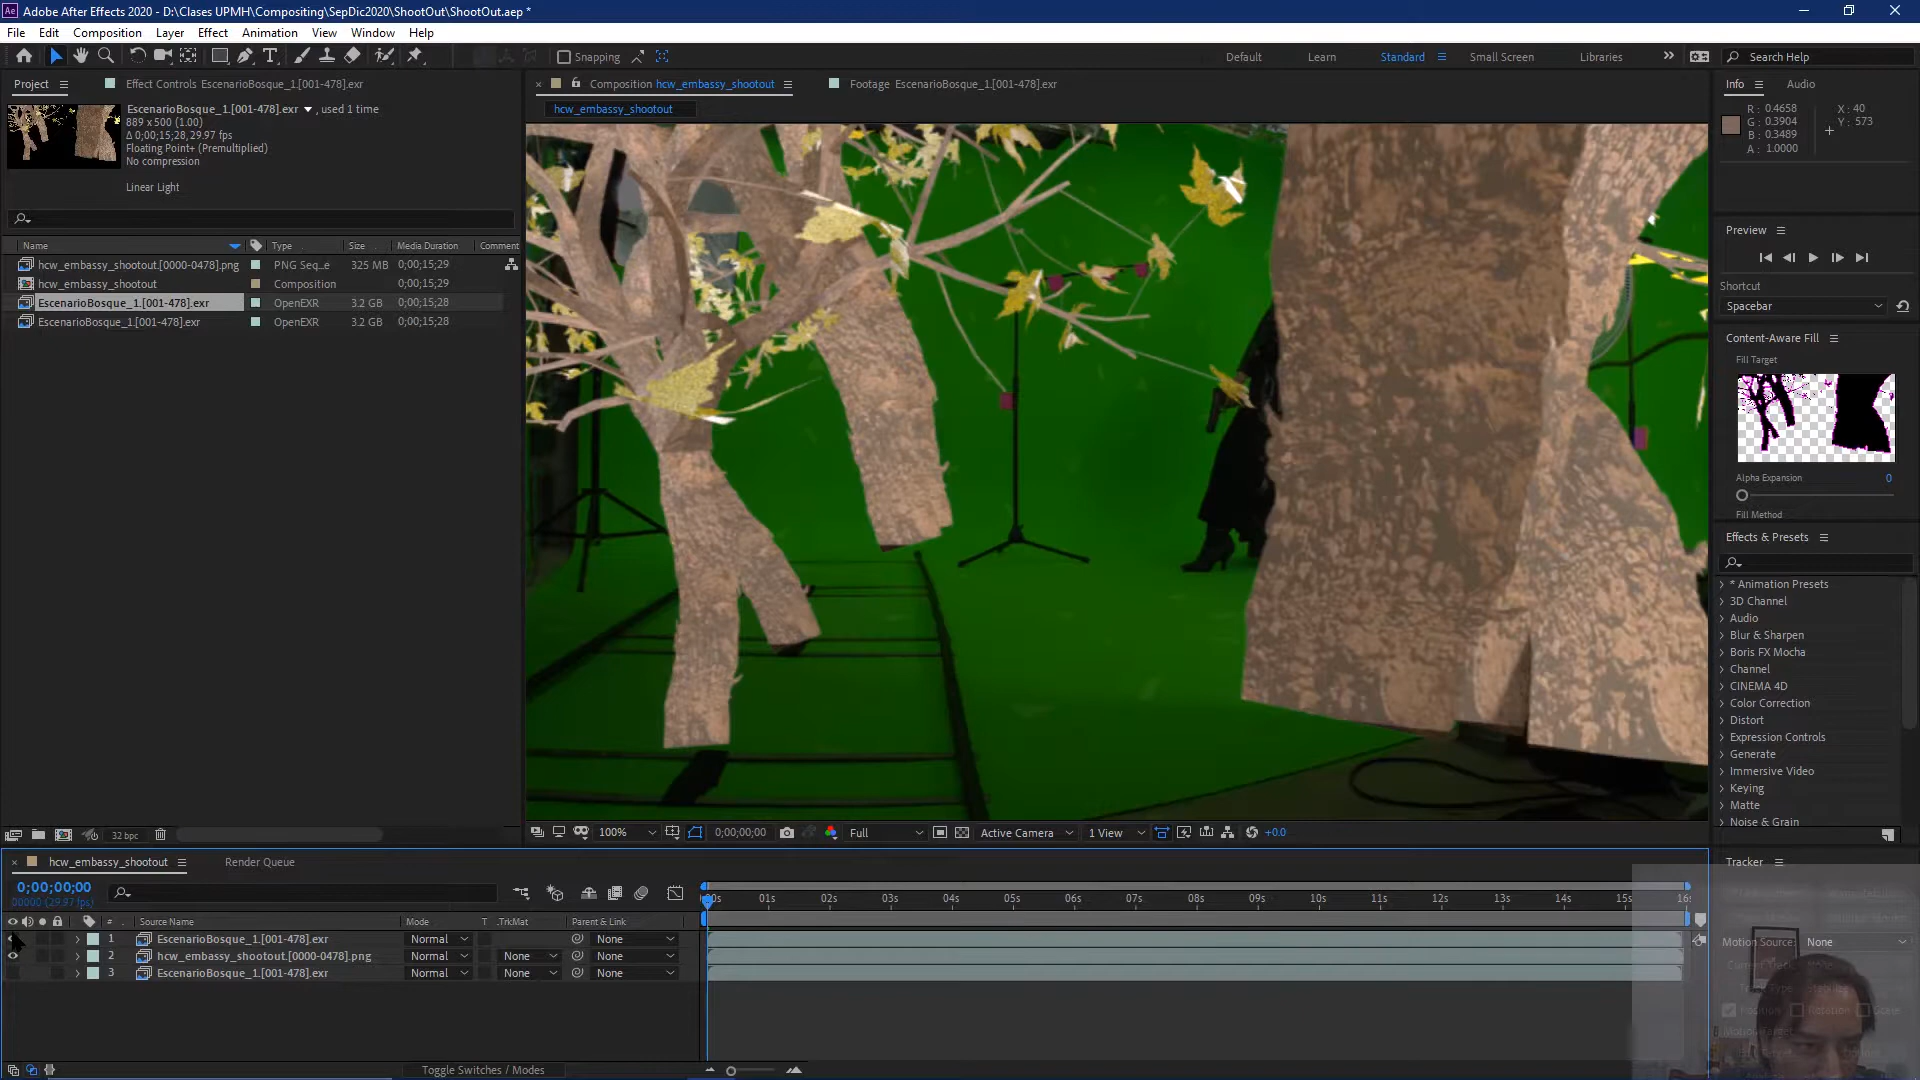 Adobe After Effects 2020 - D:\Clases UPMH\Compositing\SepDic2020\ShootOut\ShootOut.aep *
File Edit Composition Layer Effect Animation View Window Help
Snapping
Default Learn Standard Small Screen Libraries
Search Help
Project Effect Controls EscenarioBosque_1.[001-478].exr
EscenarioBosque_1.[001-478].exr , used 1 time
889 x 500 (1.00)
Δ 0;00;15;28, 29.97 fps
Floating Point+ (Premultiplied)
No compression
Linear Light
Name Type Size Media Duration Comment
hcw_embassy_shootout.[0000-0478].png PNG Seq...e 325 MB 0;00;15;29
hcw_embassy_shootout Composition 0;00;15;29
EscenarioBosque_1.[001-478].exr OpenEXR 3.2 GB 0;00;15;28
EscenarioBosque_1.[001-478].exr OpenEXR 3.2 GB 0;00;15;28
32 bpc
Composition hcw_embassy_shootout Footage EscenarioBosque_1.[001-478].exr
hcw_embassy_shootout
100% 0;00;00;00 Full Active Camera 1 View +0.0
Info Audio
R : 0.4658 X : 40
G : 0.3904 Y : 573
B : 0.3489
A : 1.0000
Preview
Shortcut
Spacebar
Content-Aware Fill
Fill Target
Alpha Expansion 0
Fill Method
Effects & Presets
* Animation Presets
3D Channel
Audio
Blur & Sharpen
Boris FX Mocha
Channel
CINEMA 4D
Color Correction
Distort
Expression Controls
Generate
Immersive Video
Keying
Matte
Noise & Grain
Tracker
Motion Source: None
hcw_embassy_shootout Render Queue
0;00;00;00
00000 (29.97 fps)
0s 01s 02s 03s 04s 05s 06s 07s 08s 09s 10s 11s 12s 13s 14s 15s 16s
# Source Name Mode T .TrkMat Parent & Link
1 EscenarioBosque_1.[001-478].exr Normal None
2 hcw_embassy_shootout.[0000-0478].png Normal None None
3 EscenarioBosque_1.[001-478].exr Normal None None
Toggle Switches / Modes